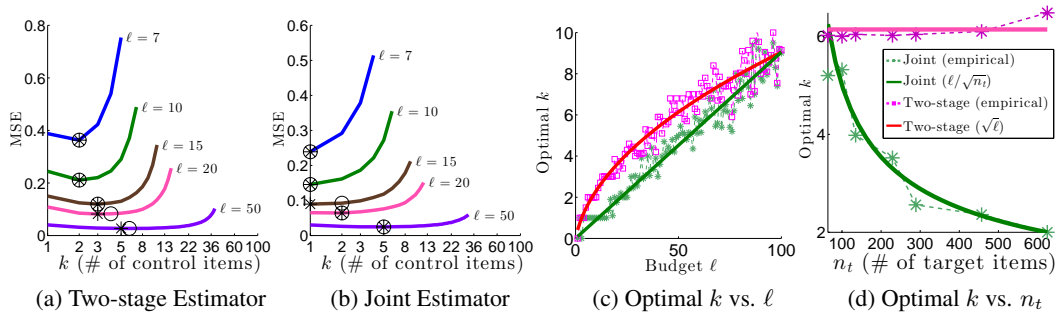 0.8
0.6
0.4
0.2
0
MSE
ℓ = 7
ℓ = 10
ℓ = 15
ℓ = 20
ℓ = 50
1 2 3 5 8 13 22 36 60 100
k (# of control items)
(a) Two-stage Estimator
0.6
0.5
0.4
0.3
0.2
0.1
0
MSE
ℓ = 7
ℓ = 10
ℓ = 15
ℓ = 20
ℓ = 50
1 2 3 5 8 13 22 36 60 100
k (# of control items)
(b) Joint Estimator
10
8
6
4
2
0
Optimal k
0 50 100
Budget ℓ
(c) Optimal k vs. ℓ
6
4
2
Optimal k
Joint (empirical)
Joint (ℓ/√n_t)
Two-stage (empirical)
Two-stage (√ℓ)
100 200 300 400 500 600
n_t (# of target items)
(d) Optimal k vs. n_t